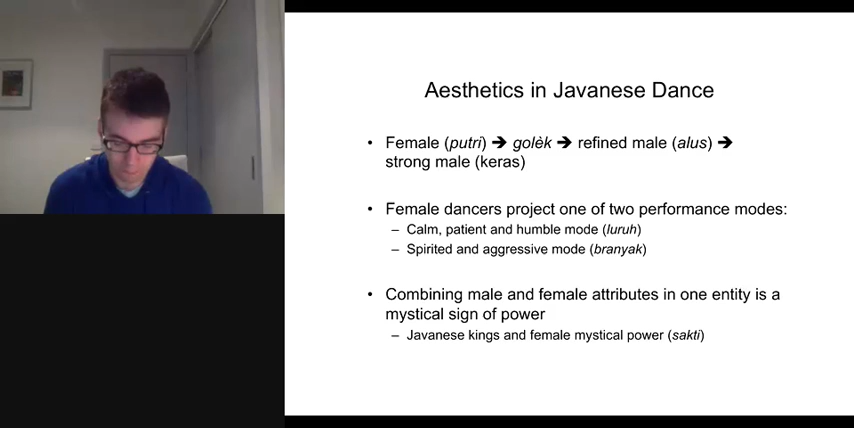 Aesthetics in Javanese Dance
• Female (putri) ➔ golèk ➔ refined male (alus) ➔
strong male (keras)
• Female dancers project one of two performance modes:
– Calm, patient and humble mode (luruh)
– Spirited and aggressive mode (branyak)
• Combining male and female attributes in one entity is a
mystical sign of power
– Javanese kings and female mystical power (sakti)